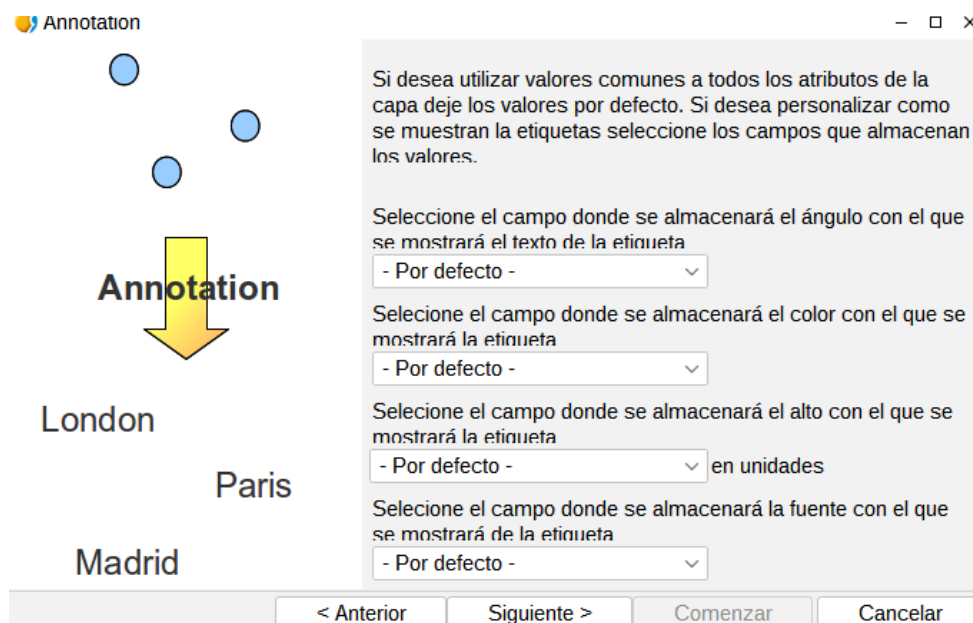 Annotation
Si desea utilizar valores comunes a todos los atributos de la
capa deje los valores por defecto. Si desea personalizar como
se muestran la etiquetas seleccione los campos que almacenan
los valores.
Seleccione el campo donde se almacenará el ángulo con el que
se mostrará el texto de la etiqueta
- Por defecto -
Selecione el campo donde se almacenará el color con el que se
mostrará la etiqueta
- Por defecto -
Selecione el campo donde se almacenará el alto con el que se
mostrará la etiqueta
- Por defecto - en unidades
Selecione el campo donde se almacenará la fuente con el que
se mostrará de la etiqueta
- Por defecto -
Annotation
London
Paris
Madrid
< Anterior Siguiente > Comenzar Cancelar